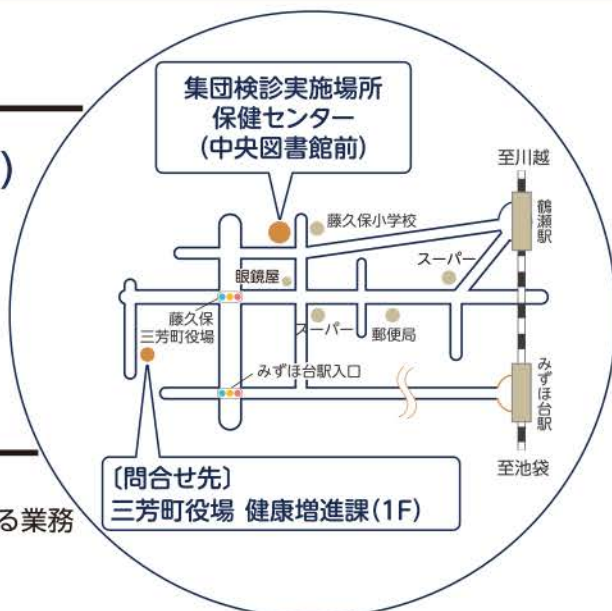 集団検診実施場所
保健センター
(中央図書館前)
)
至川越
鶴瀬駅
藤久保小学校
スーパー
眼鏡屋
藤久保
三芳町役場
スーパー
郵便局
みずほ台駅入口
みずほ台駅
至池袋
〔問合せ先〕
三芳町役場 健康増進課(1F)
る業務